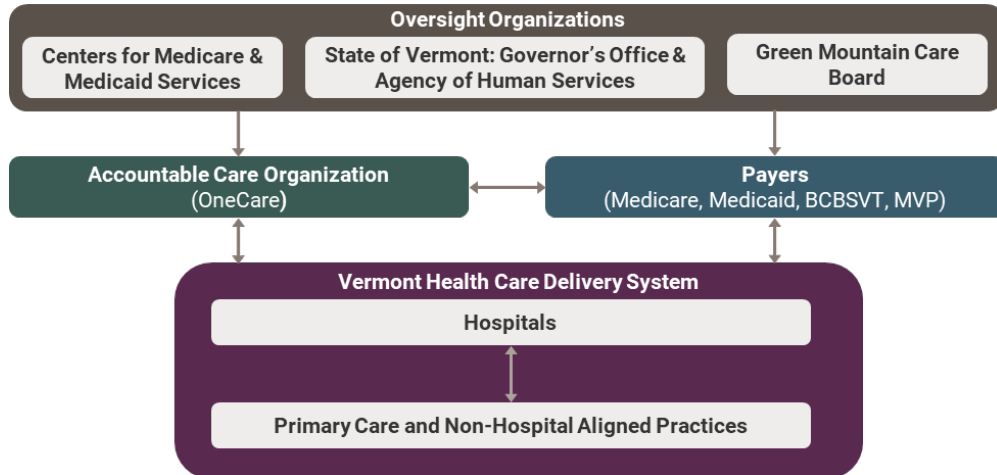 Oversight Organizations
Centers for Medicare &
Medicaid Services
State of Vermont: Governor's Office &
Agency of Human Services
Green Mountain Care
Board
Accountable Care Organization
(OneCare)
Payers
(Medicare, Medicaid, BCBSVT, MVP)
Vermont Health Care Delivery System
Hospitals
Primary Care and Non-Hospital Aligned Practices